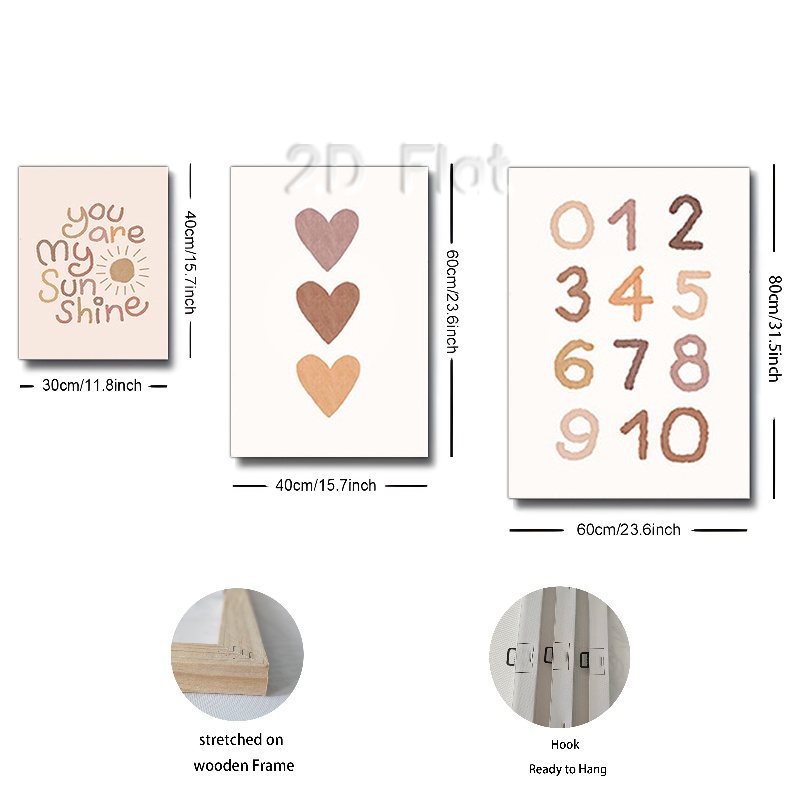 2D Flat
you
are
My
Sun
shine
40cm/15.7inch
30cm/11.8inch
60cm/23.6inch
40cm/15.7inch
0 1 2
3 4 5
6 7 8
9 10
80cm/31.5inch
60cm/23.6inch
stretched on
wooden Frame
Hook
Ready to Hang